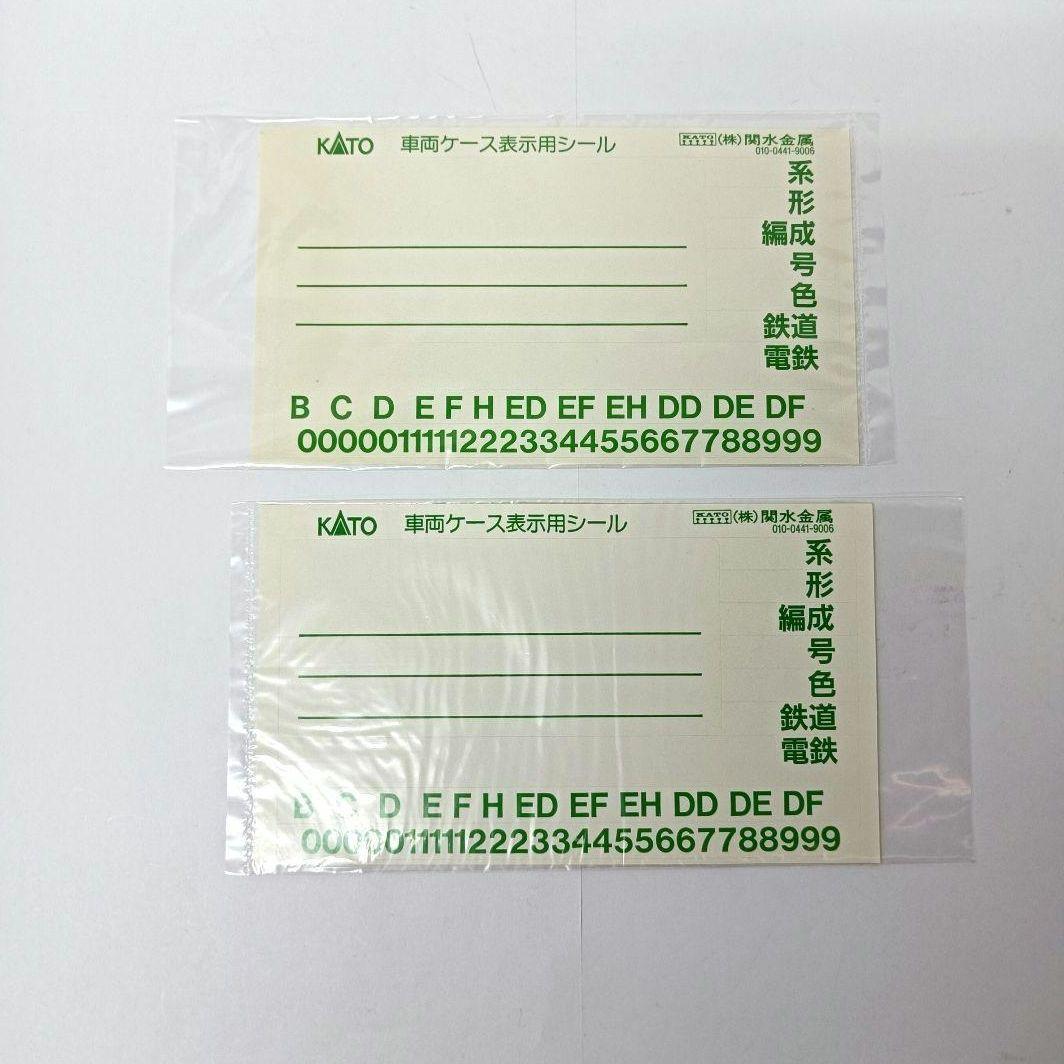 KATO 車両ケース表示用シール KATO (株)関水金属
010-0441-9006
系
形
編成
号
色
鉄道
電鉄
B C D E F H ED EF EH DD DE DF
0000011111222334455667788999
KATO 車両ケース表示用シール KATO (株)関水金属
010-0441-9006
系
形
編成
号
色
鉄道
電鉄
B C D E F H ED EF EH DD DE DF
0000011111222334455667788999